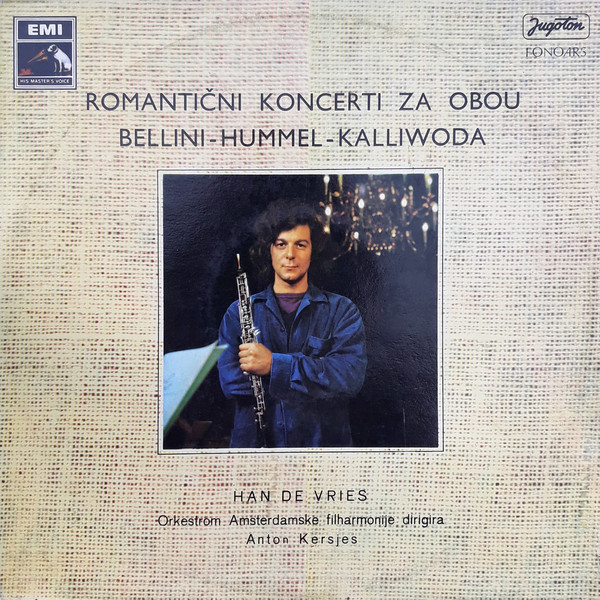 EMI
HIS MASTER'S VOICE
Jugoton
FONOARS
ROMANTIČNI KONCERTI ZA OBOU
BELLINI-HUMMEL-KALLIWODA
HAN DE VRIES
Orkestrom Amsterdamske filharmonije dirigira
Anton Kersjes